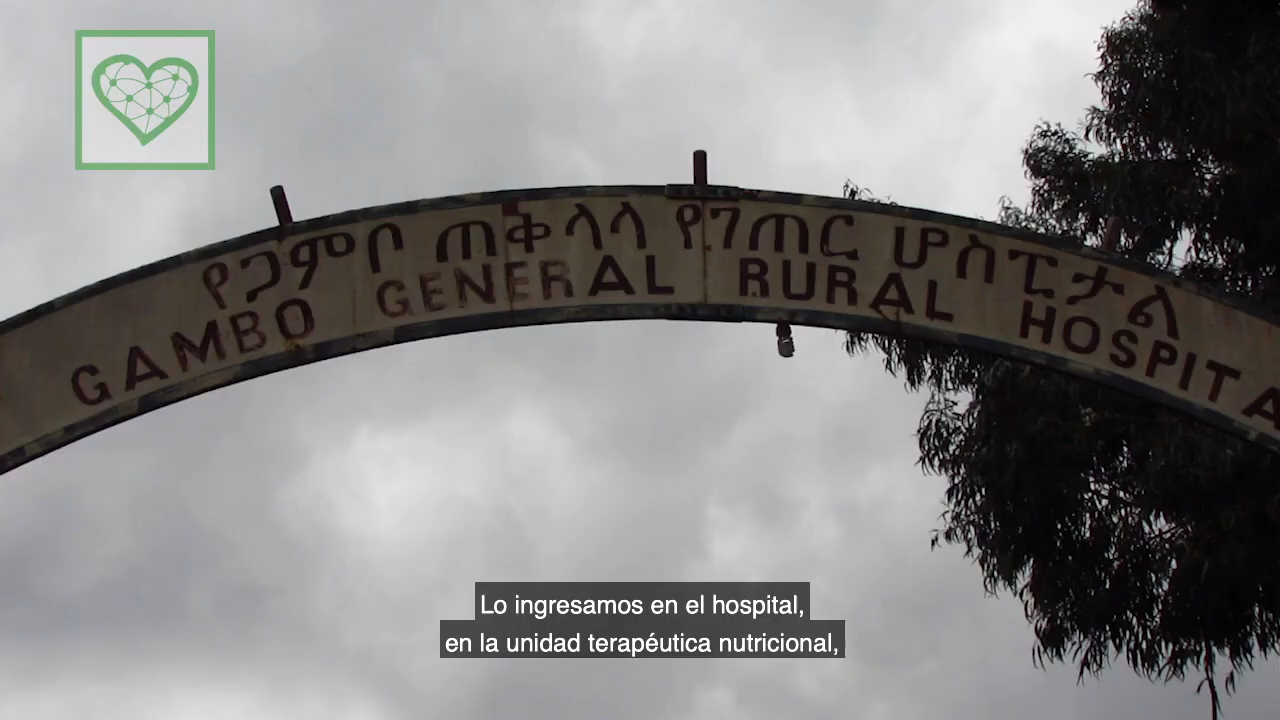 የጋምቦ ጠቅላላ የገጠር ሆስፒታል
GAMBO GENERAL RURAL HOSPITA
Lo ingresamos en el hospital,
en la unidad terapéutica nutricional,